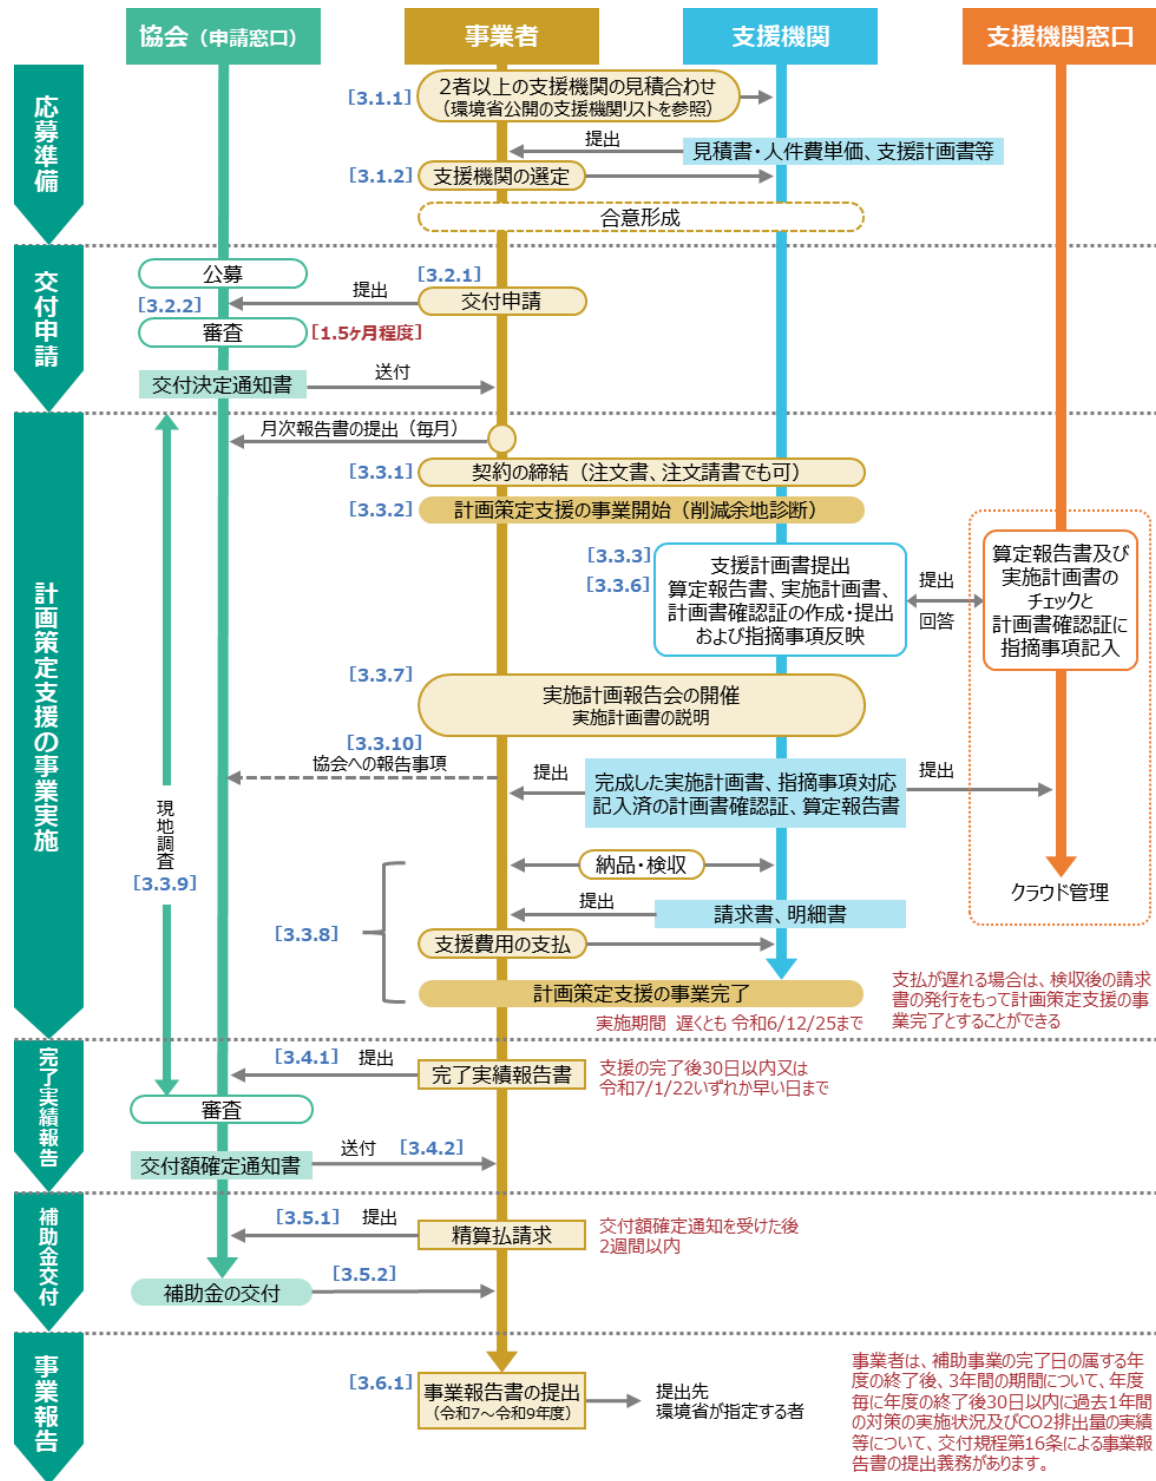 協会（申請窓口）
事業者
支援機関
支援機関窓口
応募準備
[3.1.1]
2者以上の支援機関の見積合わせ
（環境省公開の支援機関リストを参照）
提出
見積書・人件費単価、支援計画書等
[3.1.2]
支援機関の選定
合意形成
交付申請
公募
[3.2.1]
提出
[3.2.2]
交付申請
審査
[1.5ヶ月程度]
交付決定通知書
送付
計画策定支援の事業実施
月次報告書の提出（毎月）
[3.3.1]
契約の締結（注文書、注文請書でも可）
[3.3.2]
計画策定支援の事業開始（削減余地診断）
[3.3.3]
[3.3.6]
支援計画書提出
算定報告書、実施計画書、
計画書確認証の作成・提出
および指摘事項反映
提出
回答
算定報告書及び
実施計画書の
チェックと
計画書確認証に
指摘事項記入
[3.3.7]
実施計画報告会の開催
実施計画書の説明
[3.3.10]
協会への報告事項
提出
完成した実施計画書、指摘事項対応
記入済の計画書確認証、算定報告書
提出
現地調査
[3.3.9]
納品・検収
クラウド管理
提出
請求書、明細書
[3.3.8]
支援費用の支払
計画策定支援の事業完了
支払が遅れる場合は、検収後の請求
書の発行をもって計画策定支援の事
業完了とすることができる
実施期間 遅くとも 令和6/12/25まで
完了実績報告
[3.4.1]
提出
完了実績報告書
支援の完了後30日以内又は
令和7/1/22いずれか早い日まで
審査
送付
[3.4.2]
交付額確定通知書
補助金交付
[3.5.1]
提出
精算払請求
交付額確定通知を受けた後
2週間以内
[3.5.2]
補助金の交付
事業報告
[3.6.1]
事業報告書の提出
（令和7～令和9年度）
提出先
環境省が指定する者
事業者は、補助事業の完了日の属する年
度の終了後、3年間の期間について、年度
毎に年度の終了後30日以内に過去1年間
の対策の実施状況及びCO2排出量の実績
等について、交付規程第16条による事業報
告書の提出義務があります。